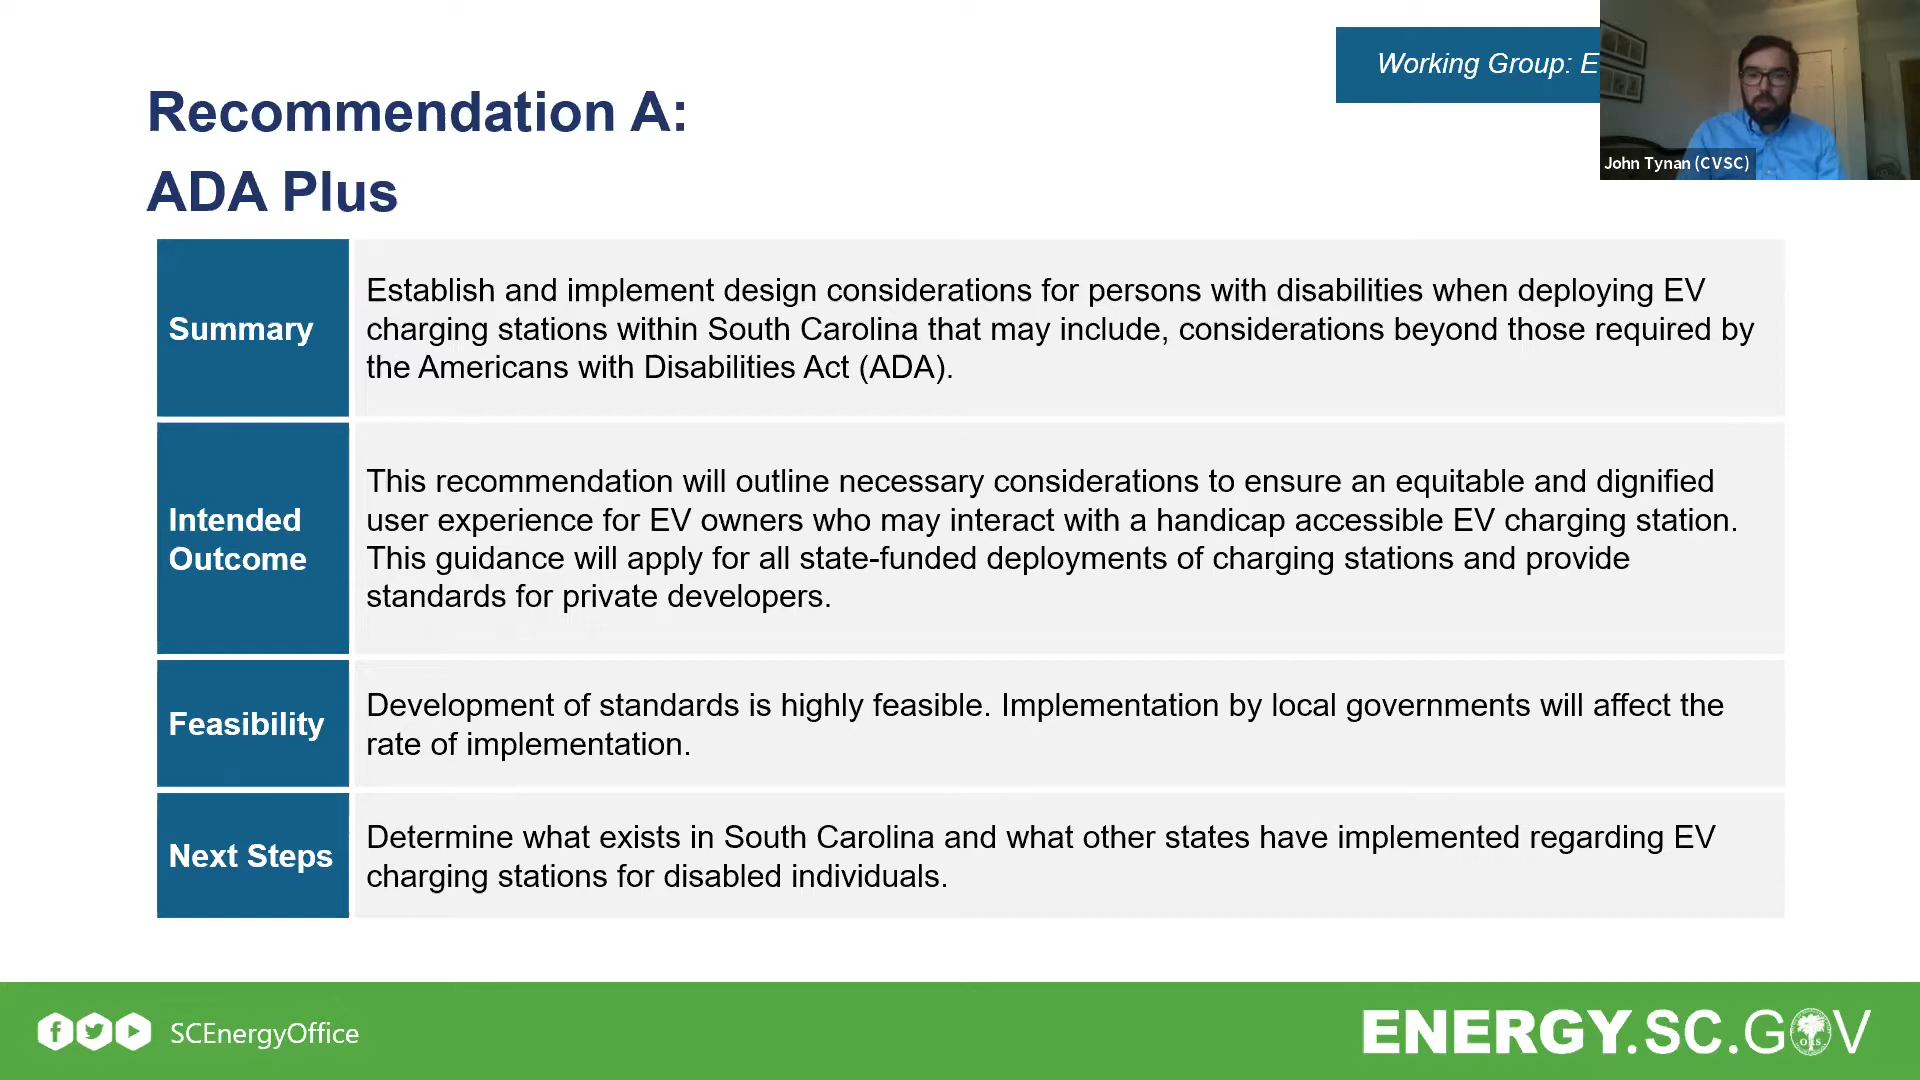 Working Group: E
John Tynan (CVSC)
Recommendation A:
ADA Plus
Summary
Establish and implement design considerations for persons with disabilities when deploying EV
charging stations within South Carolina that may include, considerations beyond those required by
the Americans with Disabilities Act (ADA).
Intended
Outcome
This recommendation will outline necessary considerations to ensure an equitable and dignified
user experience for EV owners who may interact with a handicap accessible EV charging station.
This guidance will apply for all state-funded deployments of charging stations and provide
standards for private developers.
Feasibility
Development of standards is highly feasible. Implementation by local governments will affect the
rate of implementation.
Next Steps
Determine what exists in South Carolina and what other states have implemented regarding EV
charging stations for disabled individuals.
SCEnergyOffice
ENERGY.SC.GOV
ORS